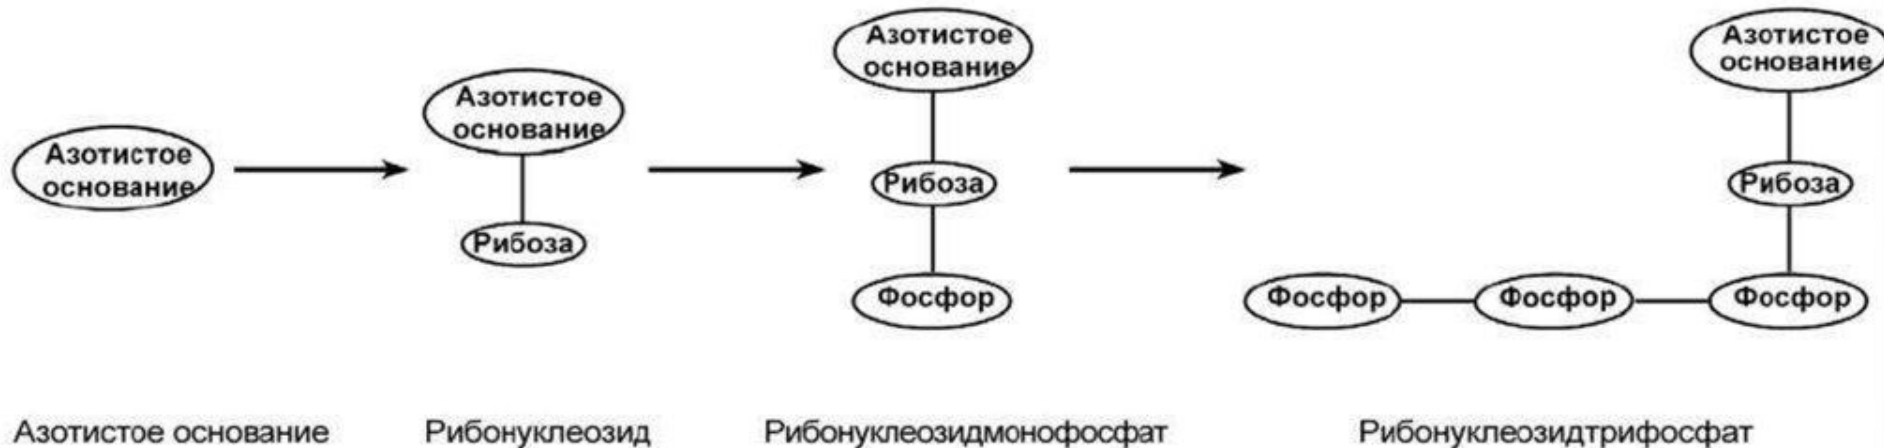 Азотистое
основание
Азотистое
основание
Рибоза
Азотистое
основание
Рибоза
Фосфор
Азотистое
основание
Рибоза
Фосфор
Фосфор
Фосфор
Азотистое основание
Рибонуклеозид
Рибонуклеозидмонофосфат
Рибонуклеозидтрифосфат